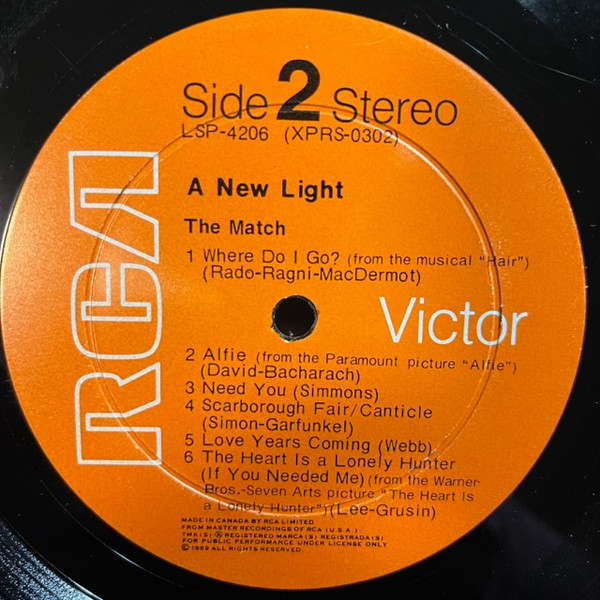 Side 2 Stereo
LSP-4206 (XPRS-0302)
A New Light
The Match
1 Where Do I Go? (from the musical "Hair")
(Rado-Ragni-MacDermot)
RCA
Victor
2 Alfie (from the Paramount picture "Alfie")
(David-Bacharach)
3 Need You (Simmons)
4 Scarborough Fair/Canticle
(Simon-Garfunkel)
5 Love Years Coming (Webb)
6 The Heart Is a Lonely Hunter
(If You Needed Me) (from the Warner-
Bros.-Seven Arts picture "The Heart Is
a Lonely Hunter") (Lee-Grusin)
MADE IN CANADA BY RCA LIMITED
FROM MASTER RECORDINGS OF RCA (U.S.A.)
TMK(S) ® REGISTERED MARCA(S) REGISTRADA(S)
FOR PUBLIC PERFORMANCE UNDER LICENSE ONLY
© 1969 ALL RIGHTS RESERVED.